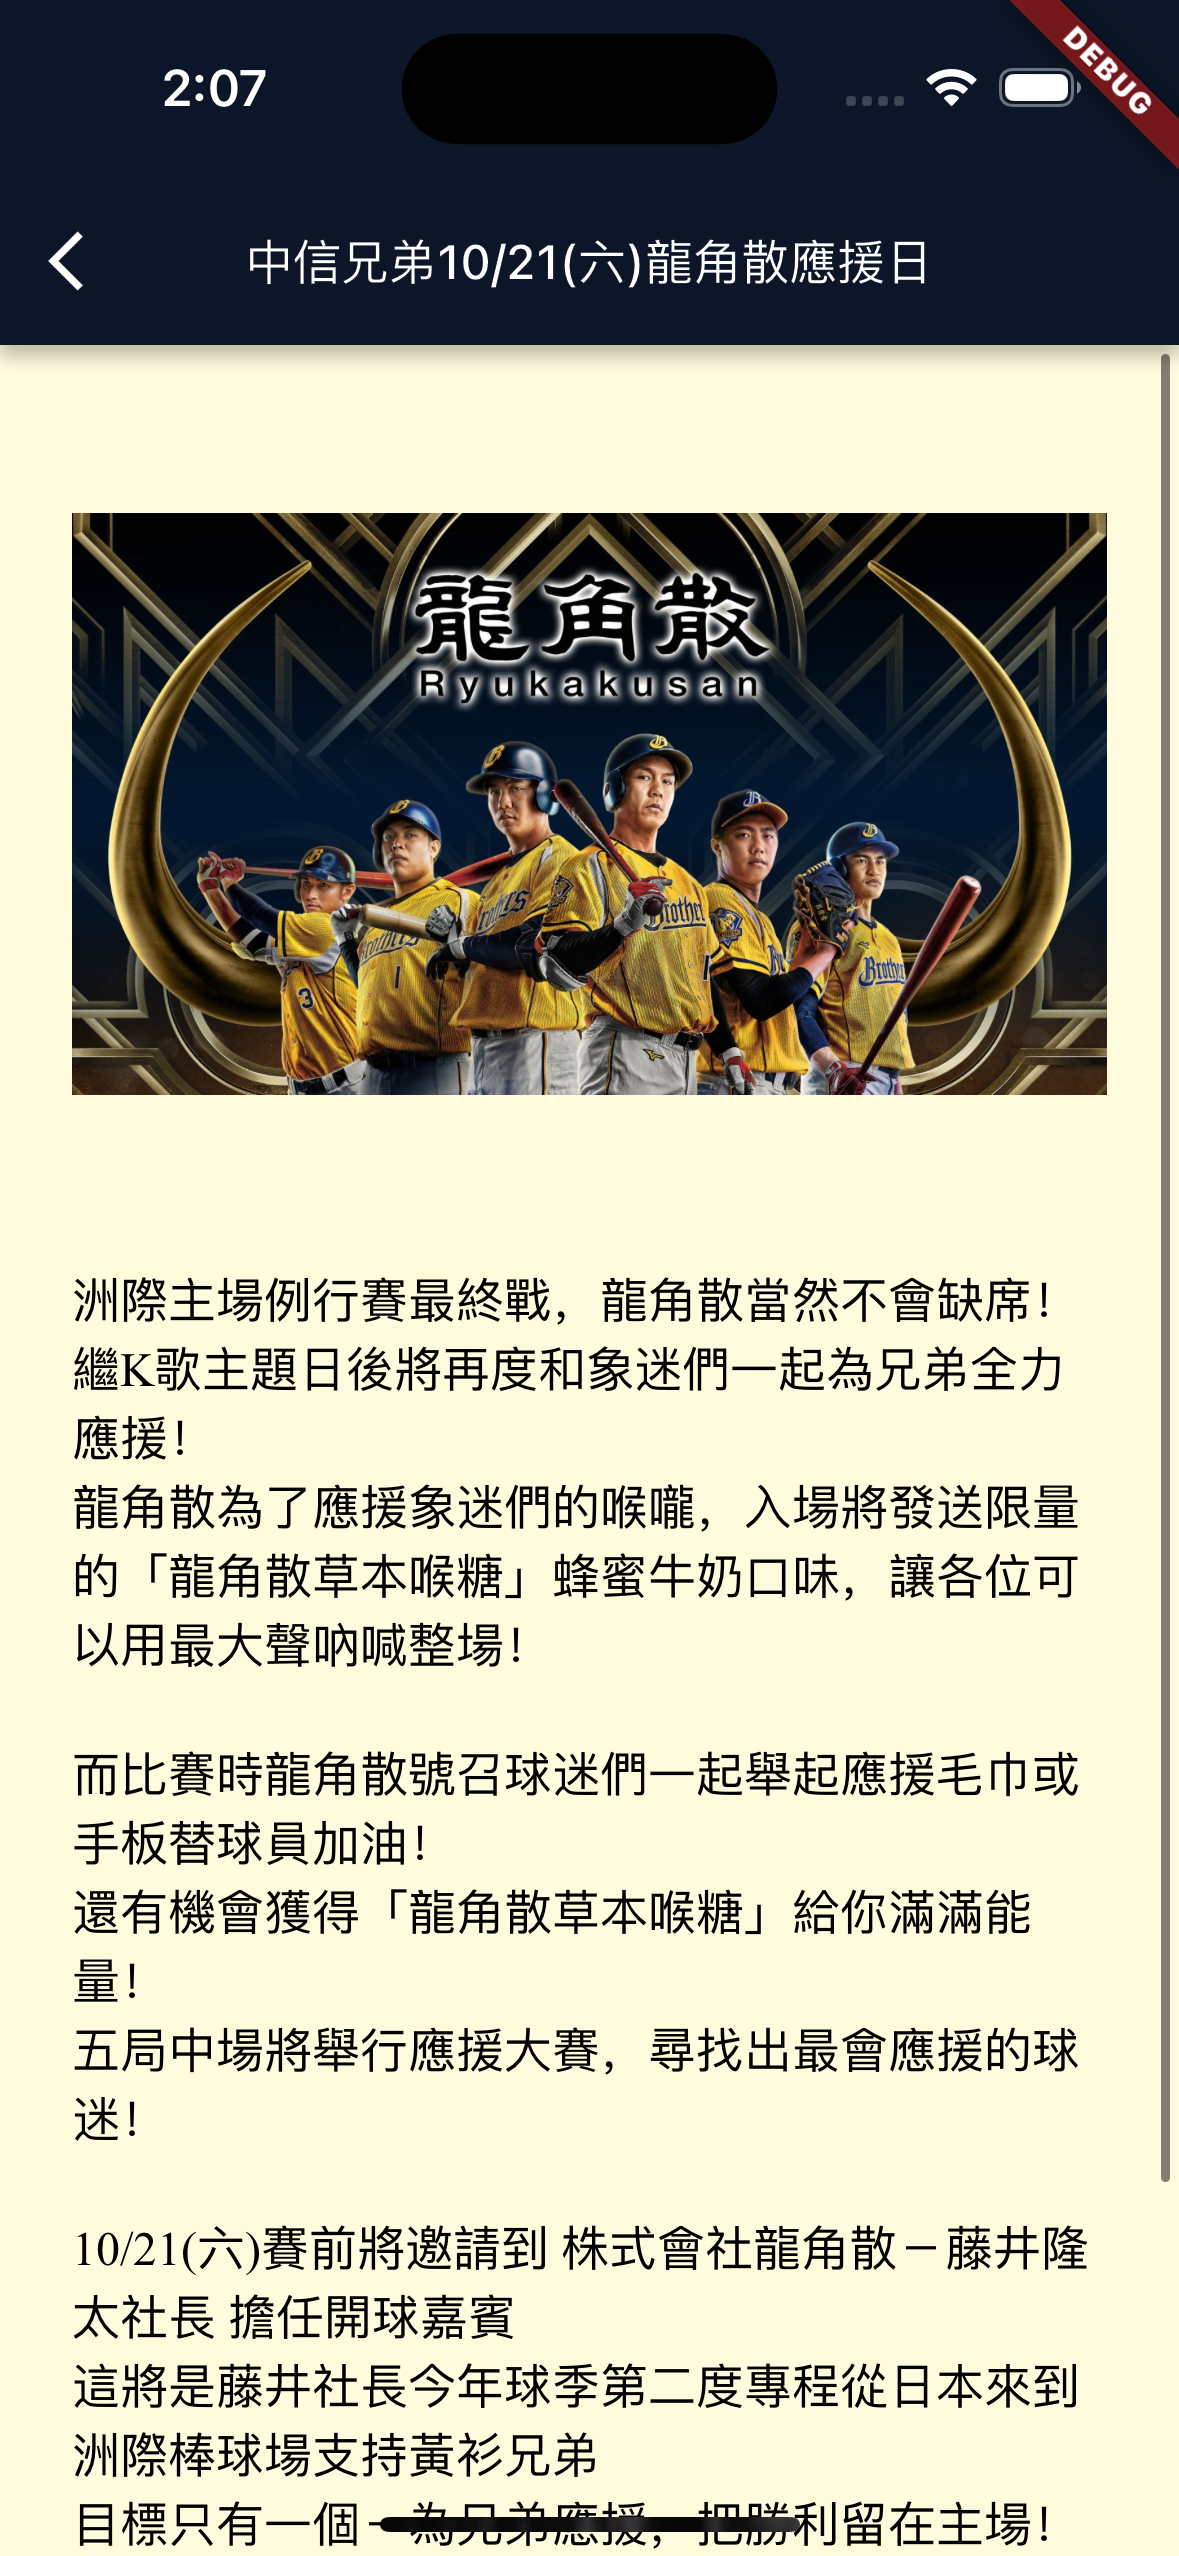 2:07
DEBUG
中信兄弟10/21(六)龍角散應援日
龍角散
Ryukakusan
B
B
B
B
B
B
3
Brothers
1
Brothers
Brothers
1
Brothers
洲際主場例行賽最終戰，龍角散當然不會缺席！
繼K歌主題日後將再度和象迷們一起為兄弟全力
應援！
龍角散為了應援象迷們的喉嚨，入場將發送限量
的「龍角散草本喉糖」蜂蜜牛奶口味，讓各位可
以用最大聲吶喊整場！
而比賽時龍角散號召球迷們一起舉起應援毛巾或
手板替球員加油！
還有機會獲得「龍角散草本喉糖」給你滿滿能
量！
五局中場將舉行應援大賽，尋找出最會應援的球
迷！
10/21(六)賽前將邀請到 株式會社龍角散－藤井隆
太社長 擔任開球嘉賓
這將是藤井社長今年球季第二度專程從日本來到
洲際棒球場支持黃衫兄弟
目標只有一個－為兄弟應援，把勝利留在主場！